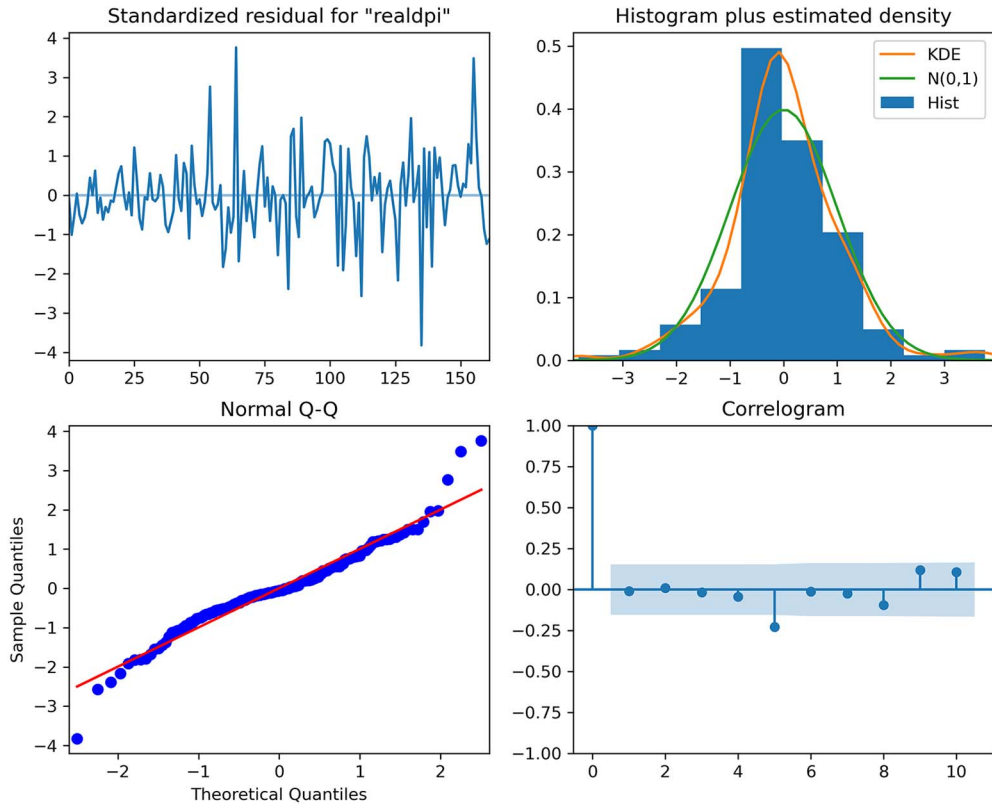 Standardized residual for "realdpi"
4
3
2
1
0
−1
−2
−3
−4
0 25 50 75 100 125 150
Histogram plus estimated density
KDE
N(0,1)
Hist
0.5
0.4
0.3
0.2
0.1
0.0
−3 −2 −1 0 1 2 3
Normal Q-Q
Sample Quantiles
4
3
2
1
0
−1
−2
−3
−4
−2 −1 0 1 2
Theoretical Quantiles
Correlogram
1.00
0.75
0.50
0.25
0.00
−0.25
−0.50
−0.75
−1.00
0 2 4 6 8 10